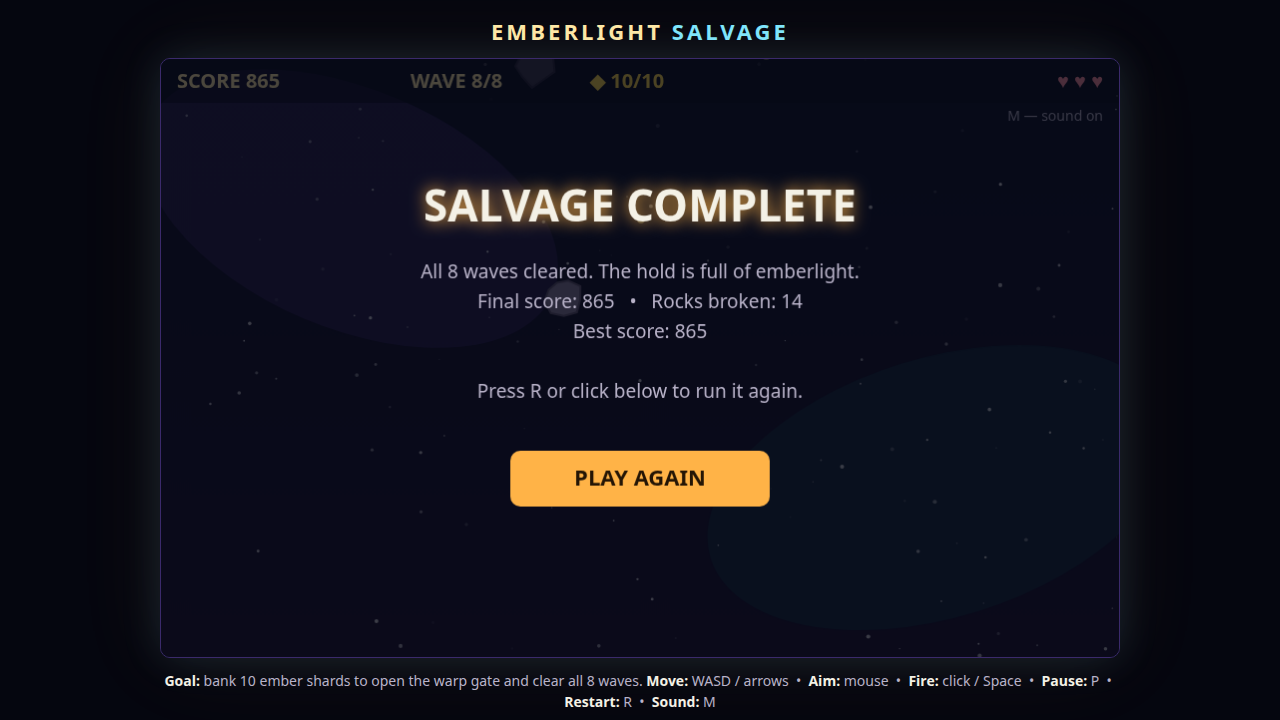 EMBERLIGHT SALVAGE
SCORE 865 WAVE 8/8 ◆ 10/10 ♥ ♥ ♥
M — sound on
SALVAGE COMPLETE
All 8 waves cleared. The hold is full of emberlight.
Final score: 865 • Rocks broken: 14
Best score: 865
Press R or click below to run it again.
PLAY AGAIN
Goal: bank 10 ember shards to open the warp gate and clear all 8 waves. Move: WASD / arrows • Aim: mouse • Fire: click / Space • Pause: P •
Restart: R • Sound: M